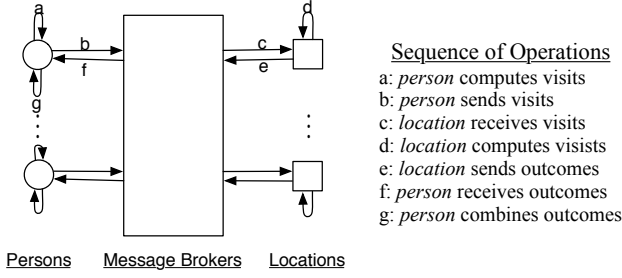 a
b
f
g
c
e
d
Persons
Message Brokers
Locations
Sequence of Operations
a: person computes visits
b: person sends visits
c: location receives visits
d: location computes visists
e: location sends outcomes
f: person receives outcomes
g: person combines outcomes